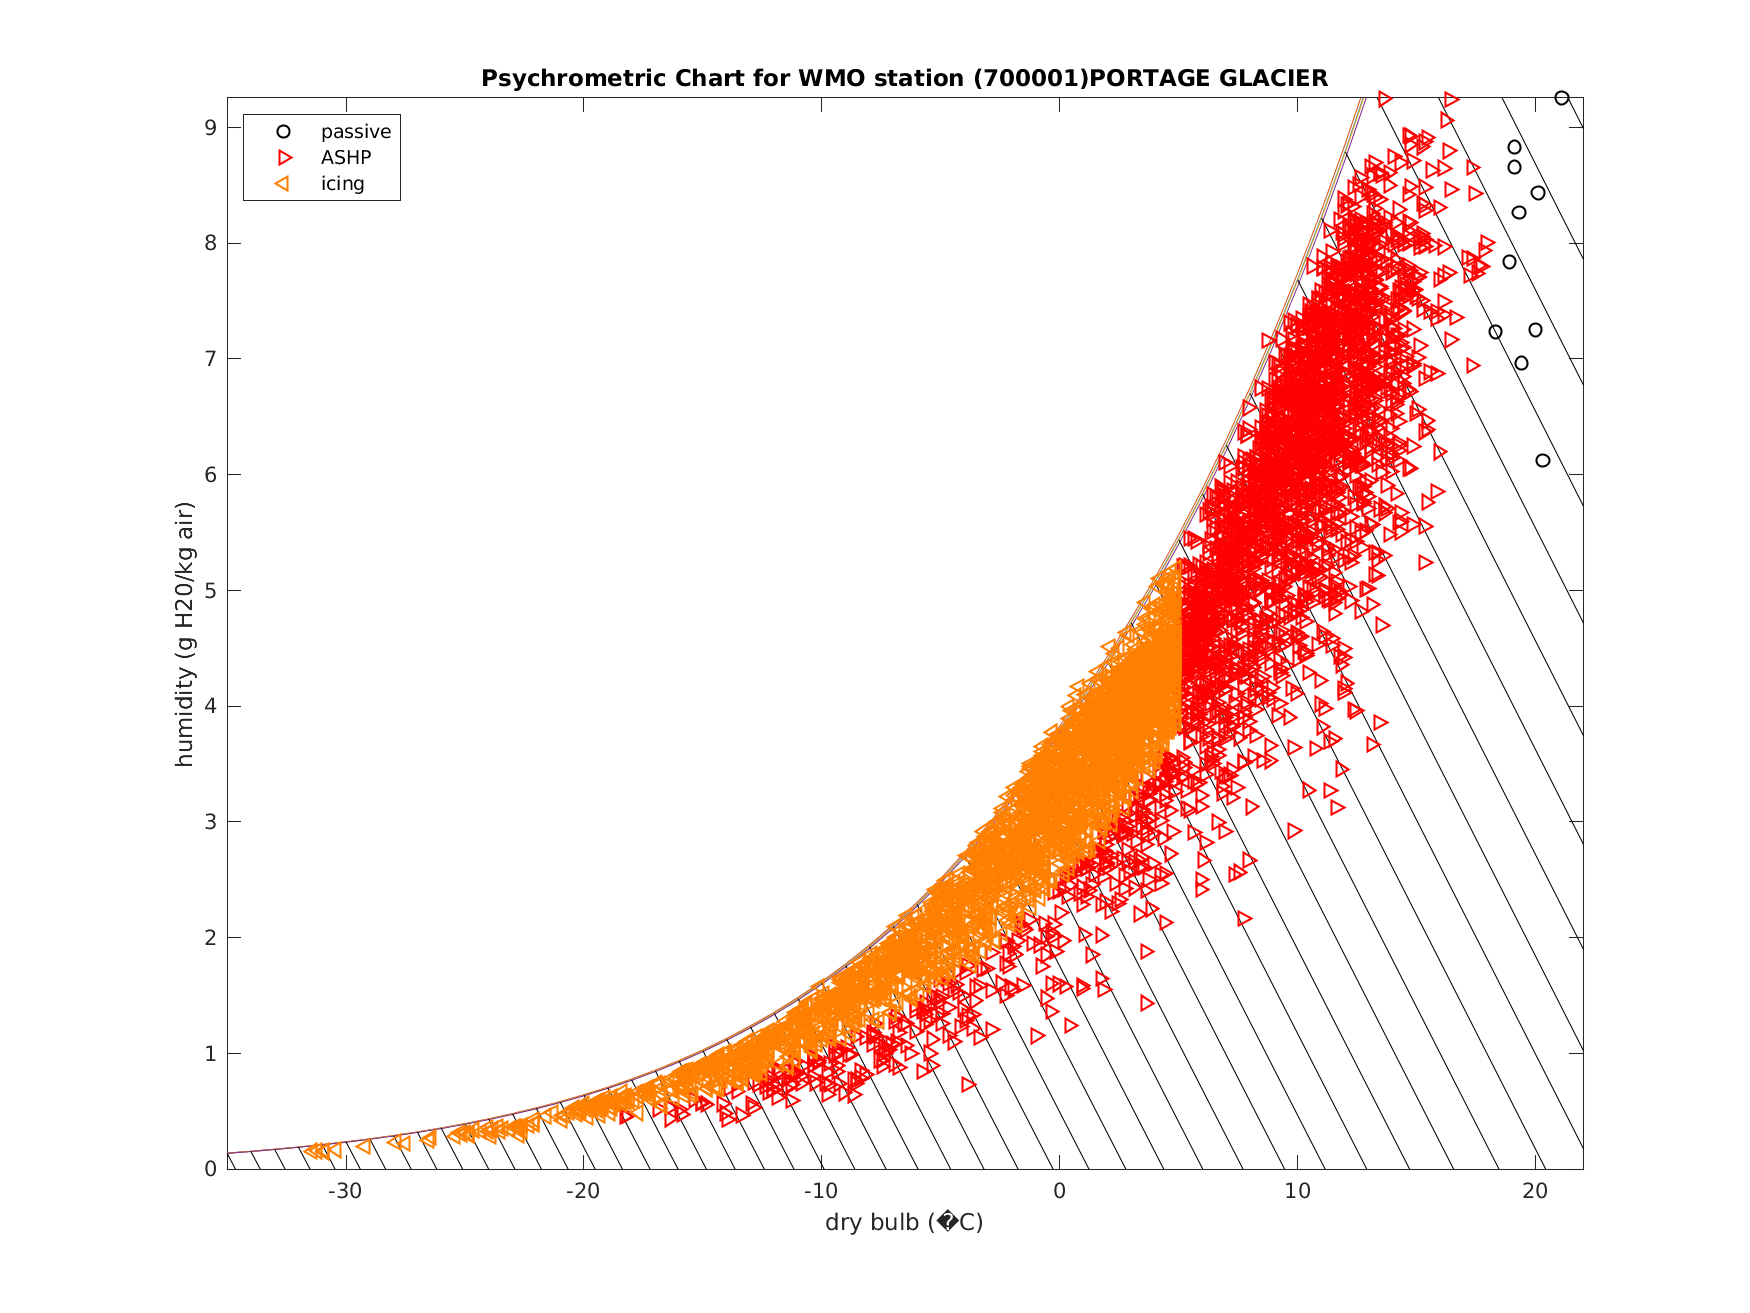 Psychrometric Chart for WMO station (700001)PORTAGE GLACIER
passive
ASHP
icing
humidity (g H20/kg air)
9
8
7
6
5
4
3
2
1
0
-30 -20 -10 0 10 20
dry bulb (�C)